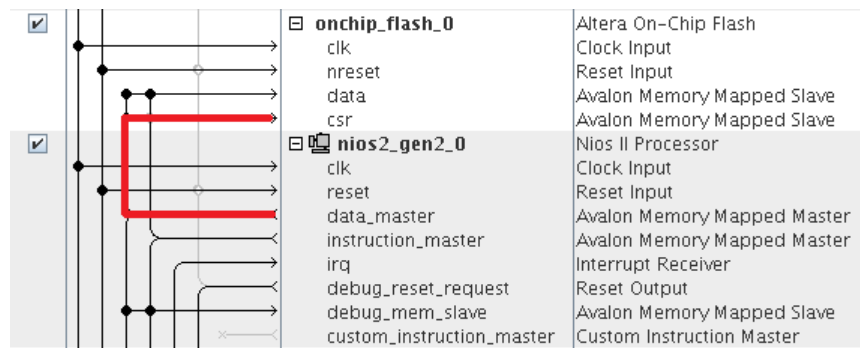 onchip_flash_0 Altera On-Chip Flash
clk Clock Input
nreset Reset Input
data Avalon Memory Mapped Slave
csr Avalon Memory Mapped Slave
nios2_gen2_0 Nios II Processor
clk Clock Input
reset Reset Input
data_master Avalon Memory Mapped Master
instruction_master Avalon Memory Mapped Master
irq Interrupt Receiver
debug_reset_request Reset Output
debug_mem_slave Avalon Memory Mapped Slave
custom_instruction_master Custom Instruction Master